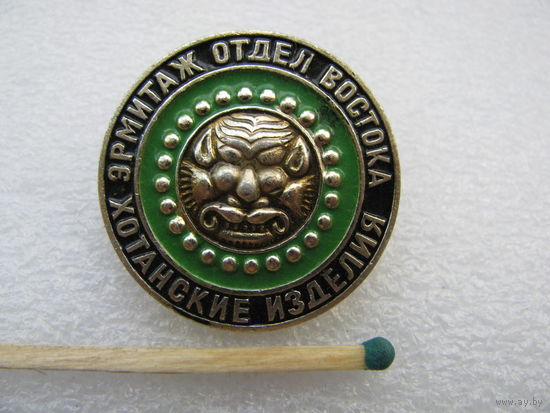 ЭРМИТАЖ ОТДЕЛ ВОСТОКА
ХОТАНСКИЕ ИЗДЕЛИЯ
www.ay.by